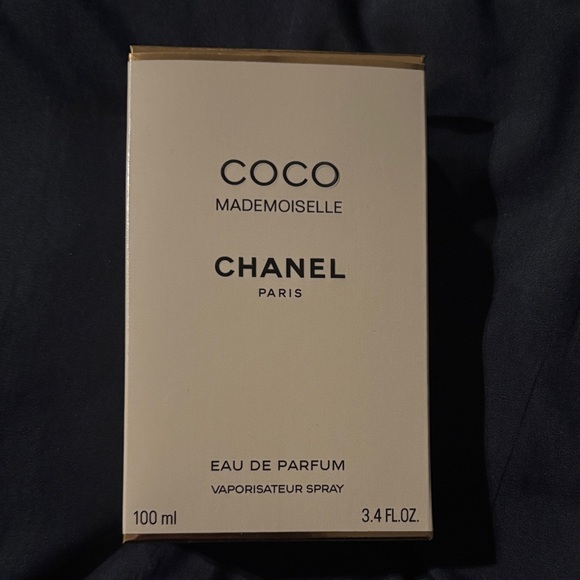 COCO
MADEMOISELLE
CHANEL
PARIS
EAU DE PARFUM
VAPORISATEUR SPRAY
100 ml 3.4 FL.OZ.